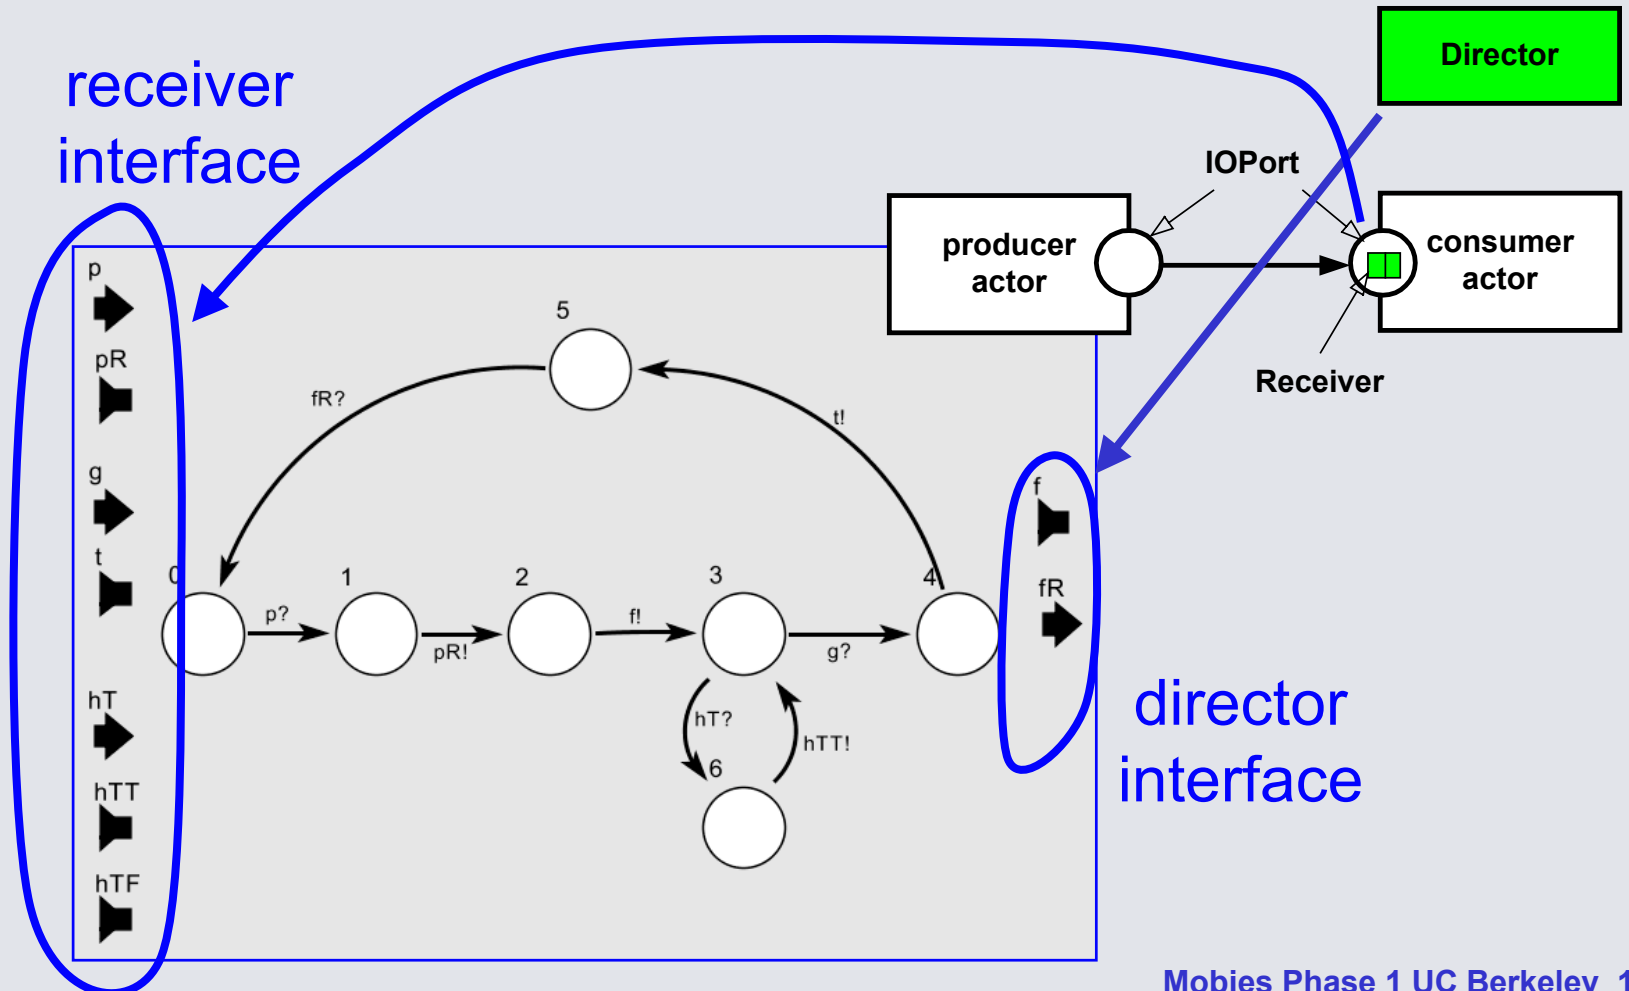 receiver
interface
Director
IOPort
producer
actor
consumer
actor
Receiver
p
pR
g
t
hT
hTT
hTF
5
fR?
t!
0
1
2
3
4
p?
pR!
f!
g?
hT?
hTT!
6
f
fR
director
interface
Mobies Phase 1 UC Berkeley 1